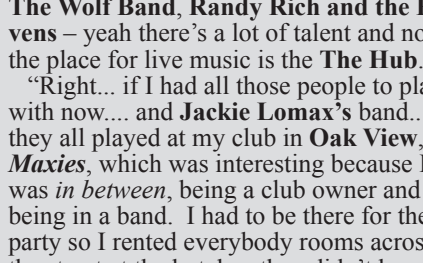 The Wolf Band, Randy Rich and the
vens – yeah there's a lot of talent and no
the place for live music is the The Hub.
"Right... if I had all those people to pla
with now.... and Jackie Lomax's band..
they all played at my club in Oak View,
Maxies, which was interesting because I
was in between, being a club owner and
being in a band. I had to be there for the
party so I rented everybody rooms across